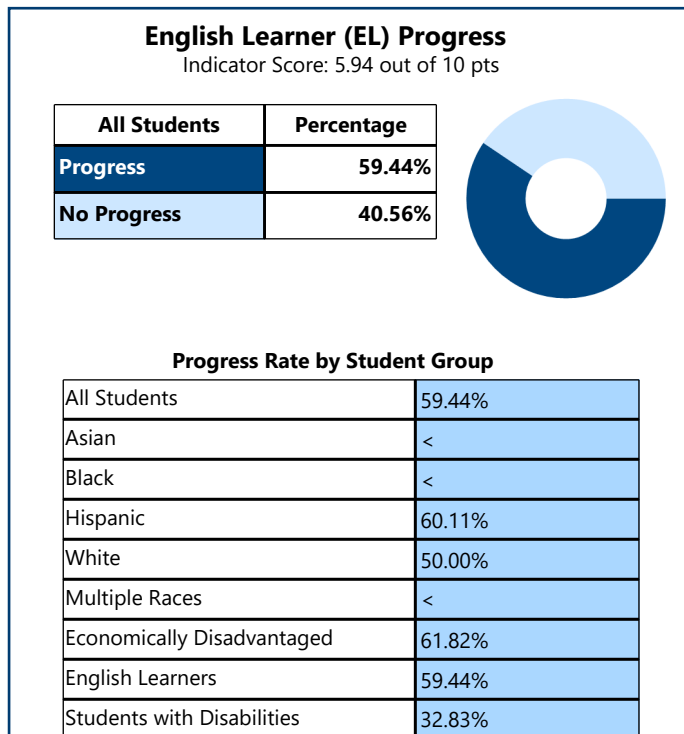 English Learner (EL) Progress
Indicator Score: 5.94 out of 10 pts
All Students Percentage
Progress 59.44%
No Progress 40.56%
Progress Rate by Student Group
All Students 59.44%
Asian <
Black <
Hispanic 60.11%
White 50.00%
Multiple Races <
Economically Disadvantaged 61.82%
English Learners 59.44%
Students with Disabilities 32.83%